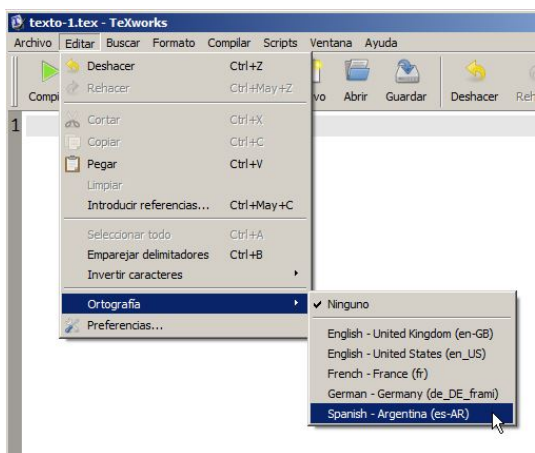 texto-1.tex - TeXworks
Archivo Editar Buscar Formato Compilar Scripts Ventana Ayuda
Deshacer Ctrl+Z
Rehacer Ctrl+May+Z
Compi vo Abrir Guardar Deshacer Reh
1
Cortar Ctrl+X
Copiar Ctrl+C
Pegar Ctrl+V
Limpiar
Introducir referencias... Ctrl+May+C
Seleccionar todo Ctrl+A
Emparejar delimitadores Ctrl+B
Invertir caracteres
Ortografía
Preferencias...
Ninguno
English - United Kingdom (en-GB)
English - United States (en_US)
French - France (fr)
German - Germany (de_DE_frami)
Spanish - Argentina (es-AR)